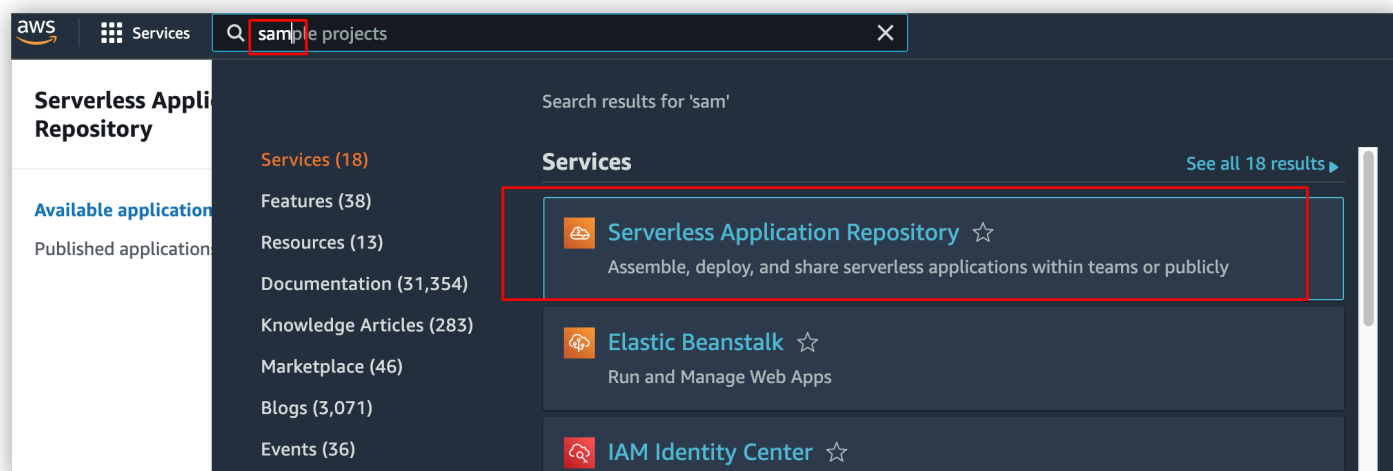 aws
Services
sample projects
Serverless Appli
Repository
Available application
Published applications
Search results for 'sam'
Services (18)
Features (38)
Resources (13)
Documentation (31,354)
Knowledge Articles (283)
Marketplace (46)
Blogs (3,071)
Events (36)
Services
See all 18 results
Serverless Application Repository
Assemble, deploy, and share serverless applications within teams or publicly
Elastic Beanstalk
Run and Manage Web Apps
IAM Identity Center